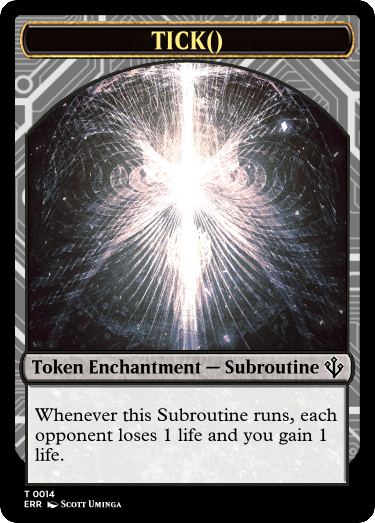 TICK()
Token Enchantment — Subroutine
Whenever this Subroutine runs, each
opponent loses 1 life and you gain 1
life.
T 0014
ERR Scott Uminga